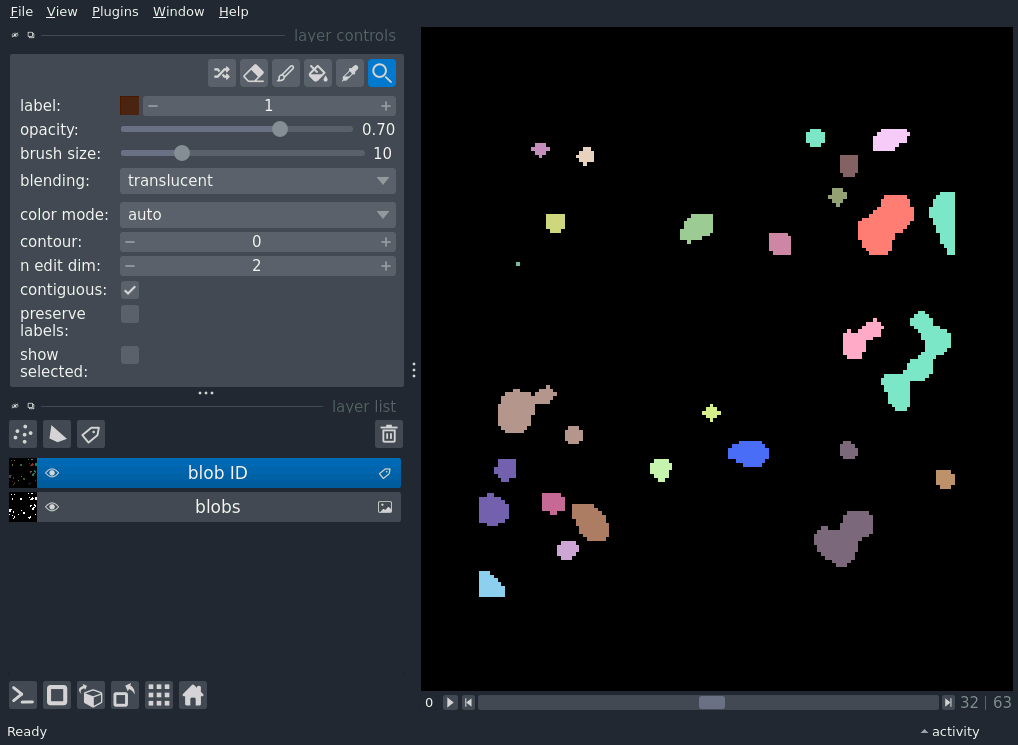 File View Plugins Window Help
layer controls
label: 1
opacity: 0.70
brush size: 10
blending: translucent
color mode: auto
contour: 0
n edit dim: 2
contiguous:
preserve
labels:
show
selected:
layer list
blob ID
blobs
0 32 | 63
Ready activity